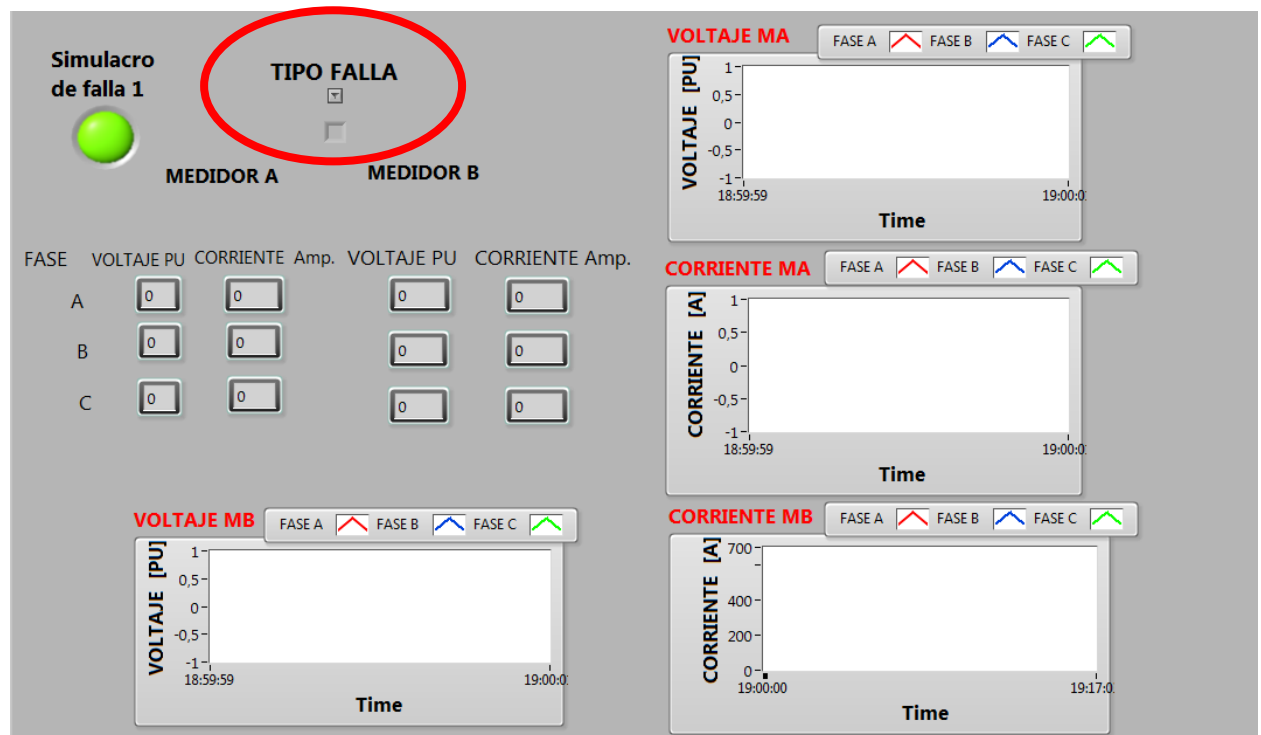 Simulacro
de falla 1
TIPO FALLA
MEDIDOR A
MEDIDOR B
FASE VOLTAJE PU CORRIENTE Amp. VOLTAJE PU CORRIENTE Amp.
A 0 0 0 0
B 0 0 0 0
C 0 0 0 0
VOLTAJE MA
FASE A FASE B FASE C
VOLTAJE [PU]
1
0,5
0
-0,5
-1
18:59:59
Time
CORRIENTE MA
FASE A FASE B FASE C
CORRIENTE [A]
1
0,5
0
-0,5
-1
18:59:59
Time
VOLTAJE MB
FASE A FASE B FASE C
VOLTAJE [PU]
1
0,5
0
-0,5
-1
18:59:59
Time
CORRIENTE MB
FASE A FASE B FASE C
CORRIENTE [A]
700
400
200
0
19:00:00
Time